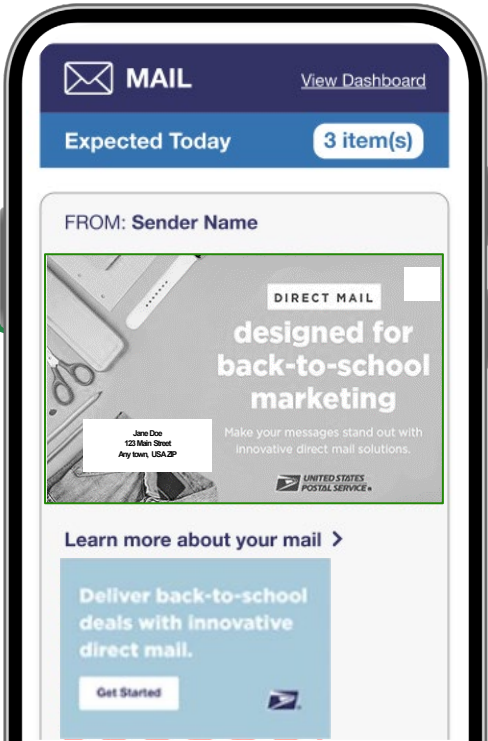 MAIL
View Dashboard
Expected Today
3 item(s)
FROM: Sender Name
DIRECT MAIL
designed for
back-to-school
marketing
Make your messages stand out with
innovative direct mail solutions.
Jane Doe
123 Main Street
Any town, USA ZIP
UNITED STATES
POSTAL SERVICE®
Learn more about your mail >
Deliver back-to-school
deals with innovative
direct mail.
Get Started